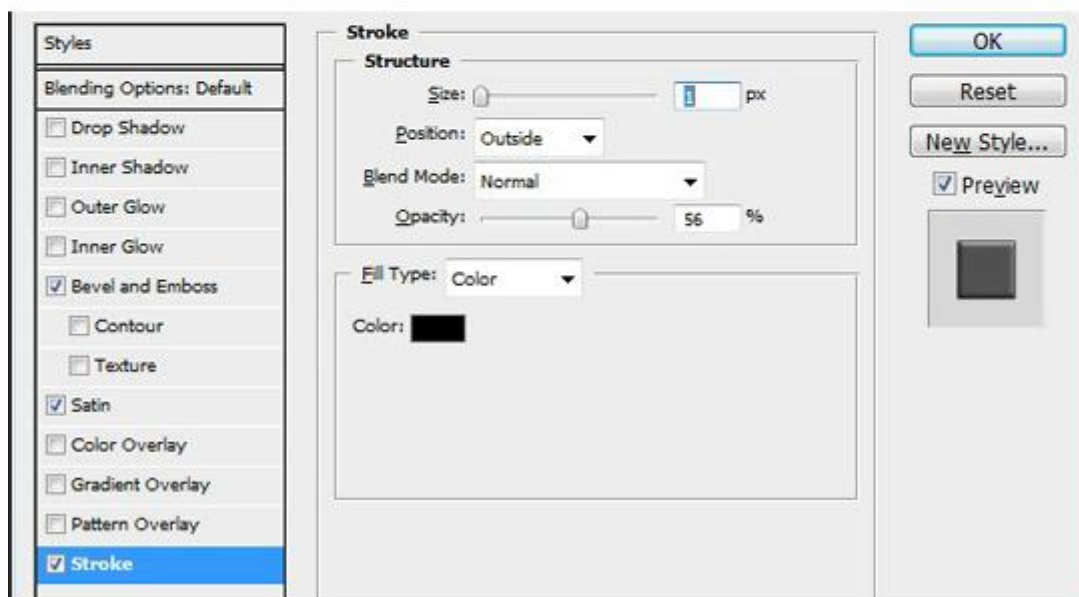 Styles
Blending Options: Default
Drop Shadow
Inner Shadow
Outer Glow
Inner Glow
Bevel and Emboss
Contour
Texture
Satin
Color Overlay
Gradient Overlay
Pattern Overlay
Stroke
Stroke
Structure
Size: 1 px
Position: Outside
Blend Mode: Normal
Opacity: 56 %
Fill Type: Color
Color:
OK
Reset
New Style...
Preview